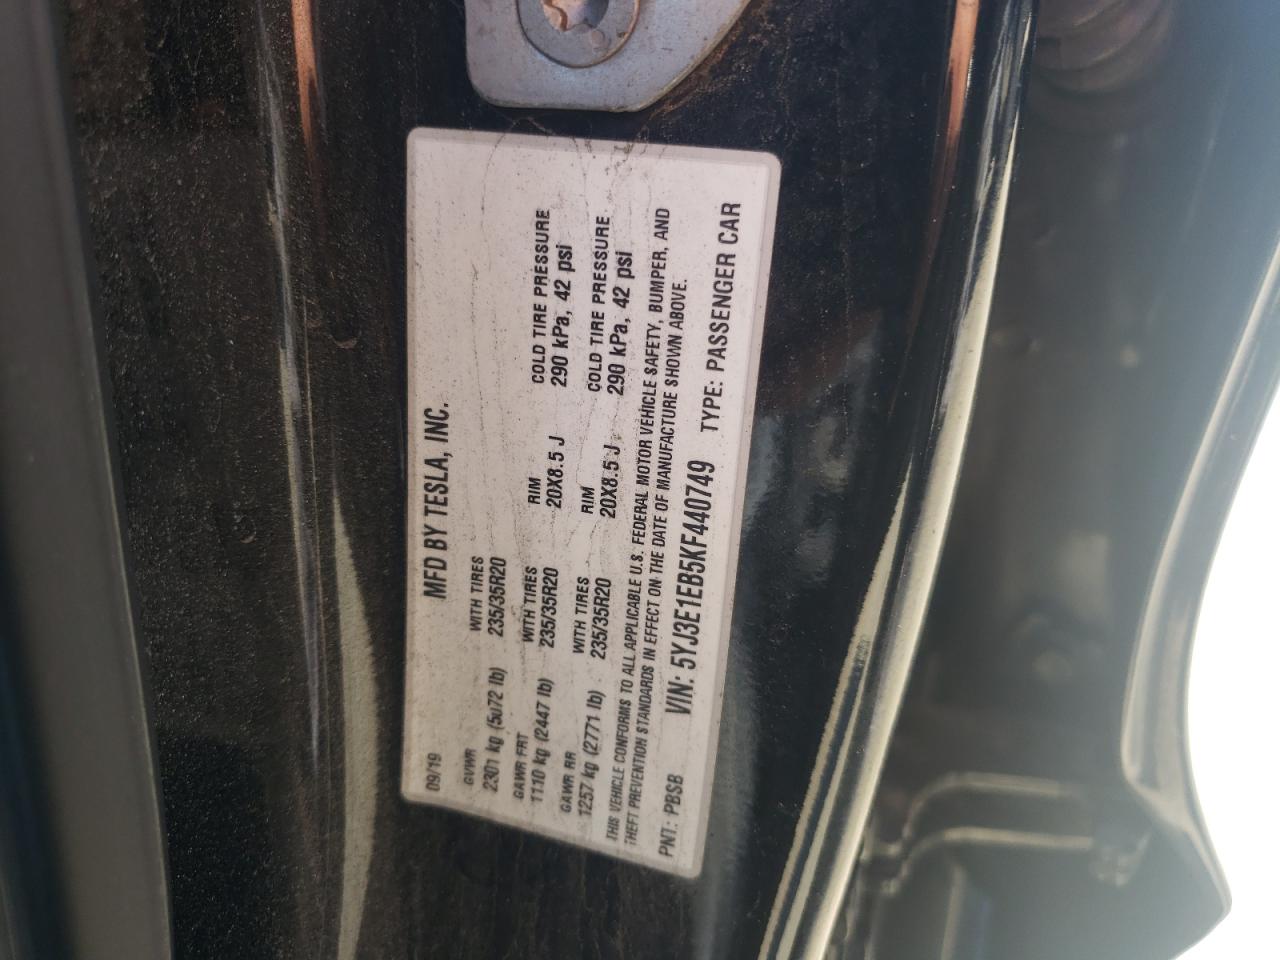 MFD BY TESLA, INC.
09/19
GVWR WITH TIRES
2301 kg (5072 lb) 235/35R20
GAWR FRT WITH TIRES RIM COLD TIRE PRESSURE
1110 kg (2447 lb) 235/35R20 20X8.5 J 290 kPa, 42 psi
GAWR RR WITH TIRES RIM COLD TIRE PRESSURE
1257 kg (2771 lb) 235/35R20 20X8.5 J 290 kPa, 42 psi
THIS VEHICLE CONFORMS TO ALL APPLICABLE U.S. FEDERAL MOTOR VEHICLE SAFETY, BUMPER, AND
THEFT PREVENTION STANDARDS IN EFFECT ON THE DATE OF MANUFACTURE SHOWN ABOVE.
PNT: PBSB VIN: 5YJ3E1EB5KF440749 TYPE: PASSENGER CAR